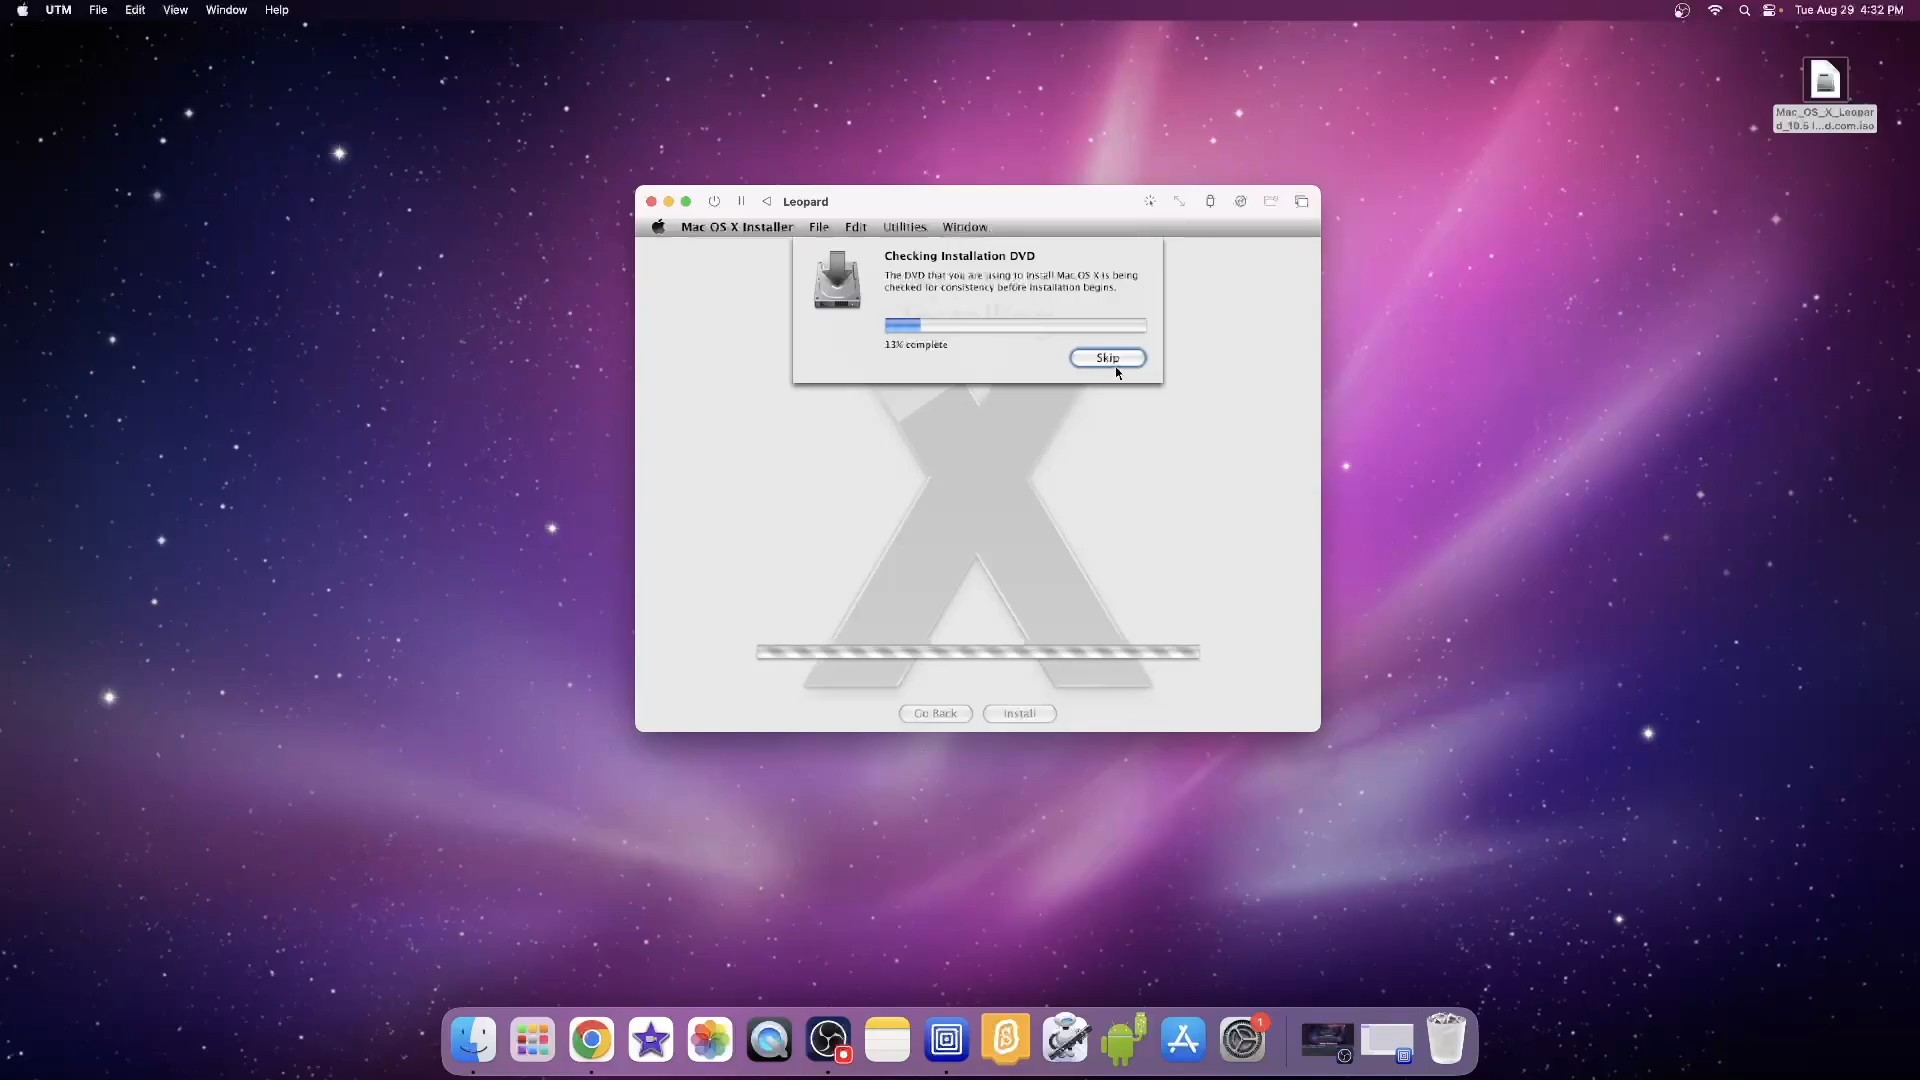 UTM File Edit View Window Help
Tue Aug 29 4:32 PM
Mac_OS_X_Leopar
d_10.5 I...d.com.iso
Leopard
Mac OS X Installer File Edit Utilities Window
Checking Installation DVD
The DVD that you are using to install Mac OS X is being
checked for consistency before installation begins.
13% complete
Skip
Go Back Install
1